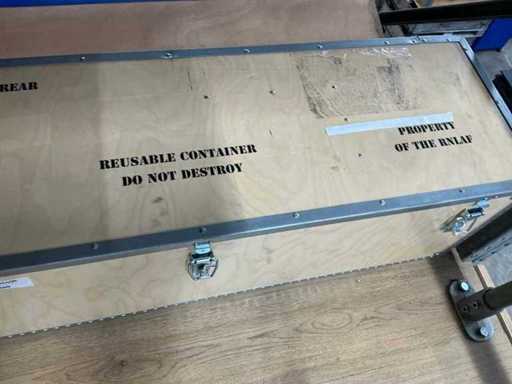 REAR
REUSABLE CONTAINER
DO NOT DESTROY
PROPERTY
OF THE RNLAF